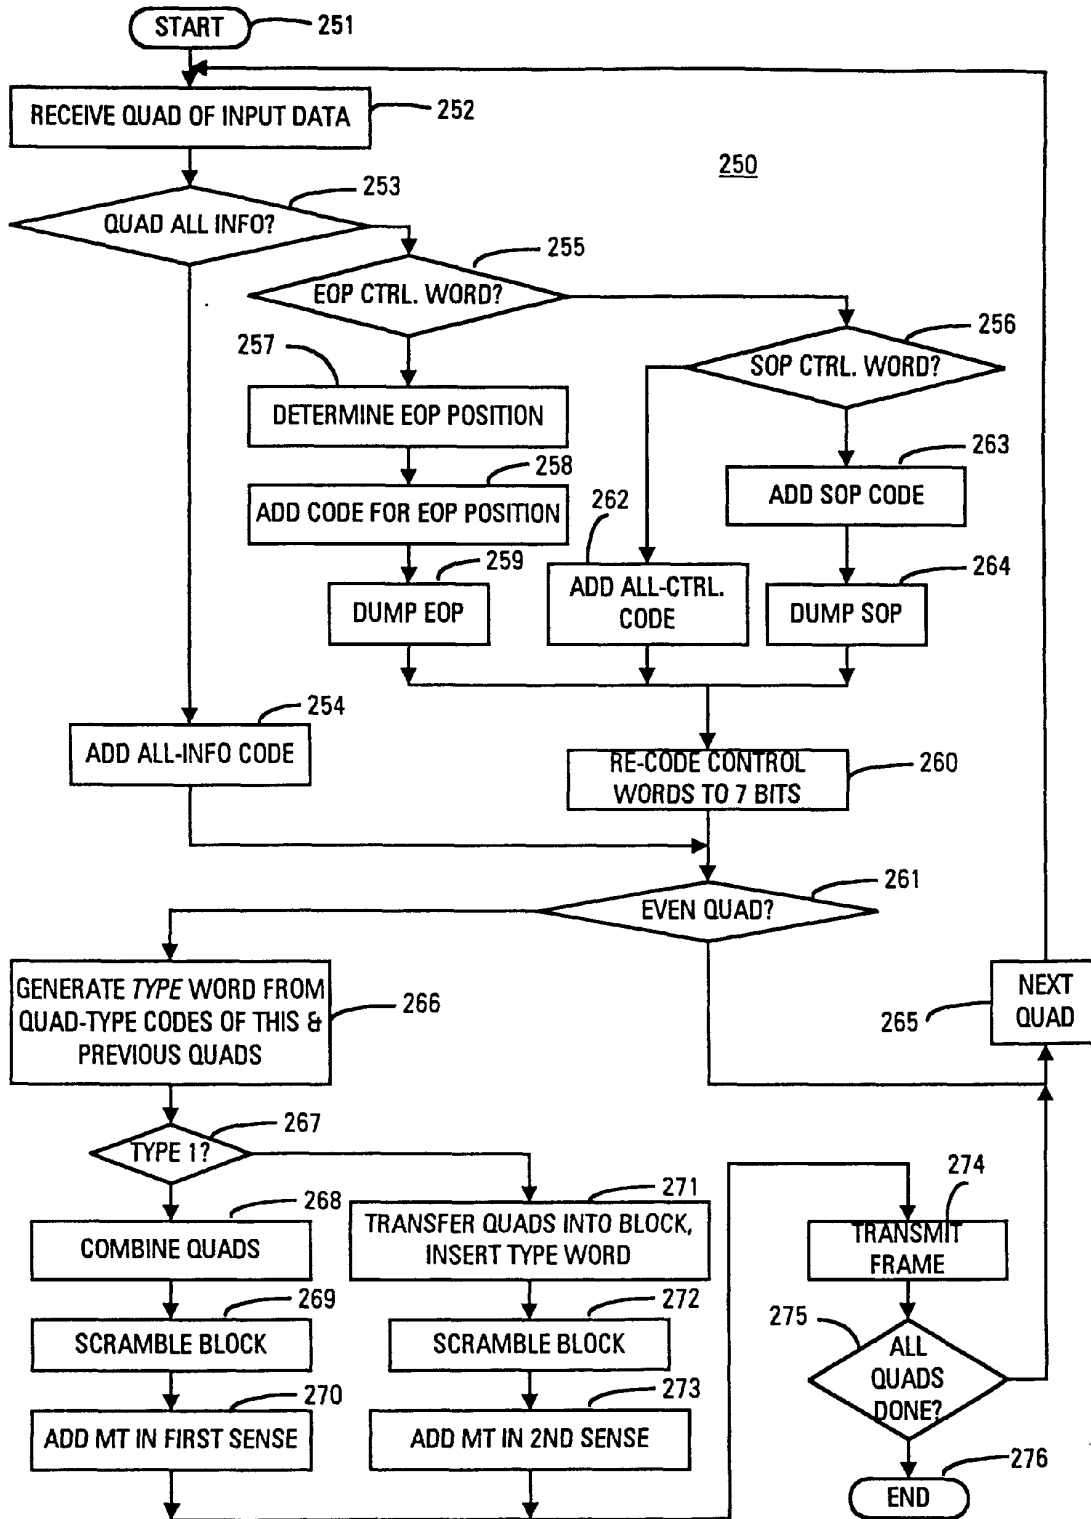 START
251
RECEIVE QUAD OF INPUT DATA
252
250
253
QUAD ALL INFO?
255
EOP CTRL. WORD?
256
SOP CTRL. WORD?
257
DETERMINE EOP POSITION
258
ADD CODE FOR EOP POSITION
259
DUMP EOP
262
ADD ALL-CTRL.
CODE
263
ADD SOP CODE
264
DUMP SOP
254
ADD ALL-INFO CODE
RE-CODE CONTROL
WORDS TO 7 BITS
260
261
EVEN QUAD?
GENERATE TYPE WORD FROM
QUAD-TYPE CODES OF THIS &
PREVIOUS QUADS
266
NEXT
QUAD
265
267
TYPE 1?
268
COMBINE QUADS
269
SCRAMBLE BLOCK
270
ADD MT IN FIRST SENSE
271
TRANSFER QUADS INTO BLOCK,
INSERT TYPE WORD
272
SCRAMBLE BLOCK
273
ADD MT IN 2ND SENSE
274
TRANSMIT
FRAME
275
ALL
QUADS
DONE?
276
END